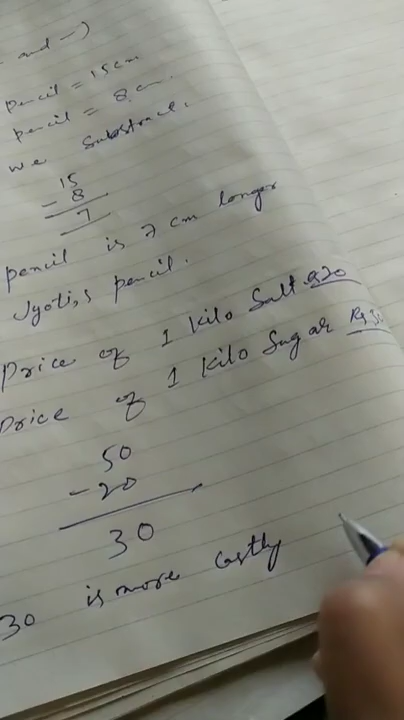 and -)
pencil = 15 cm
pencil = 8 cm.
we Substract.
15
- 8
7
pencil is 7 cm longer
Jyoti,s pencil.
Price of 1 Kilo Salt Rs20
Price of 1 Kilo Sugar Rs
50
- 20
30
30 is more costly